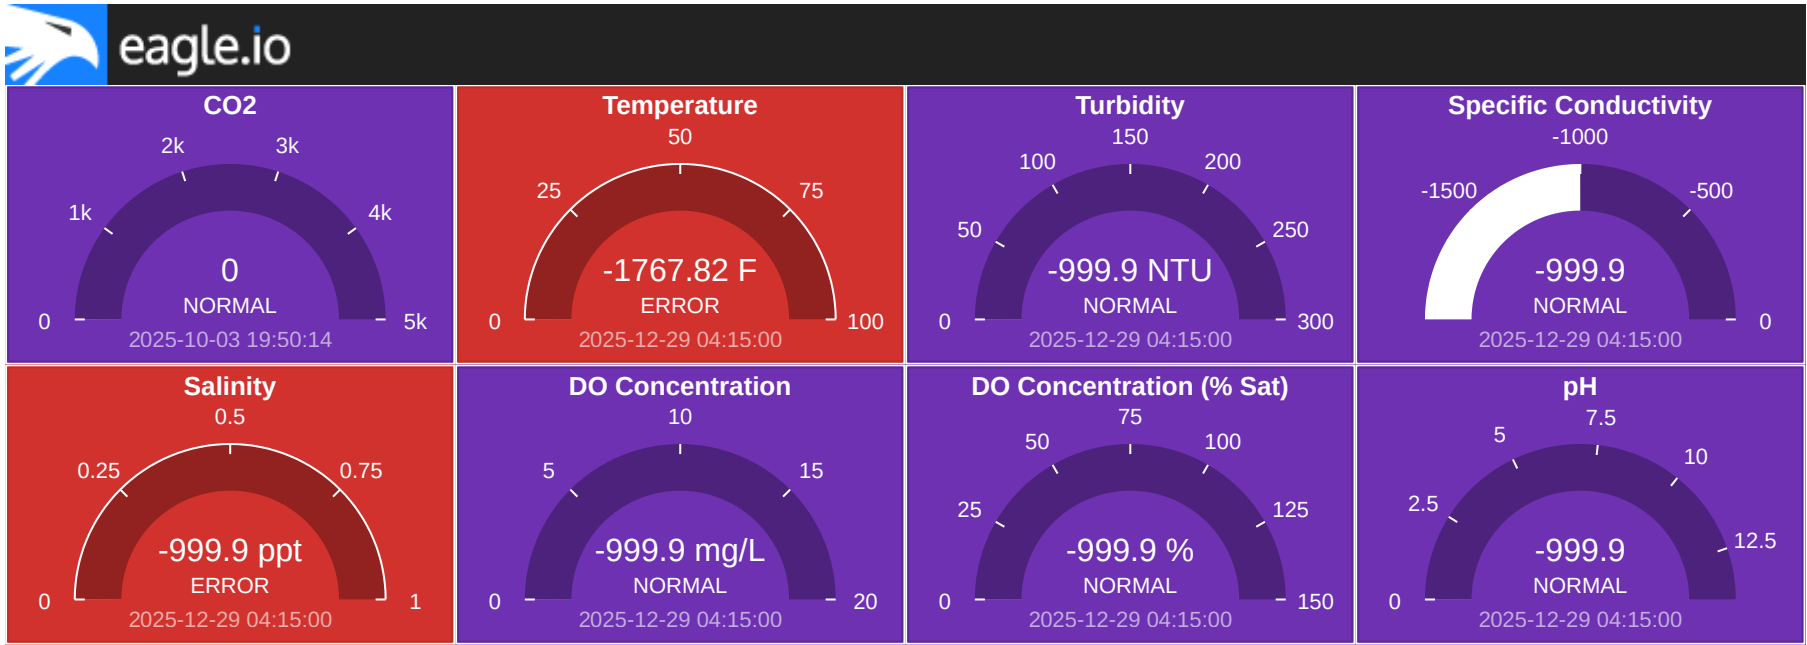 eagle.io
CO2
2k
3k
1k
4k
0
NORMAL
0
5k
2025-10-03 19:50:14
Temperature
50
25
75
-1767.82 F
ERROR
0
100
2025-12-29 04:15:00
Turbidity
150
100
200
50
250
-999.9 NTU
NORMAL
0
300
2025-12-29 04:15:00
Specific Conductivity
-1000
-1500
-500
-999.9
NORMAL
0
2025-12-29 04:15:00
Salinity
0.5
0.25
0.75
-999.9 ppt
ERROR
0
1
2025-12-29 04:15:00
DO Concentration
10
5
15
-999.9 mg/L
NORMAL
0
20
2025-12-29 04:15:00
DO Concentration (% Sat)
75
50
100
25
125
-999.9 %
NORMAL
0
150
2025-12-29 04:15:00
pH
7.5
5
10
2.5
12.5
-999.9
NORMAL
0
2025-12-29 04:15:00